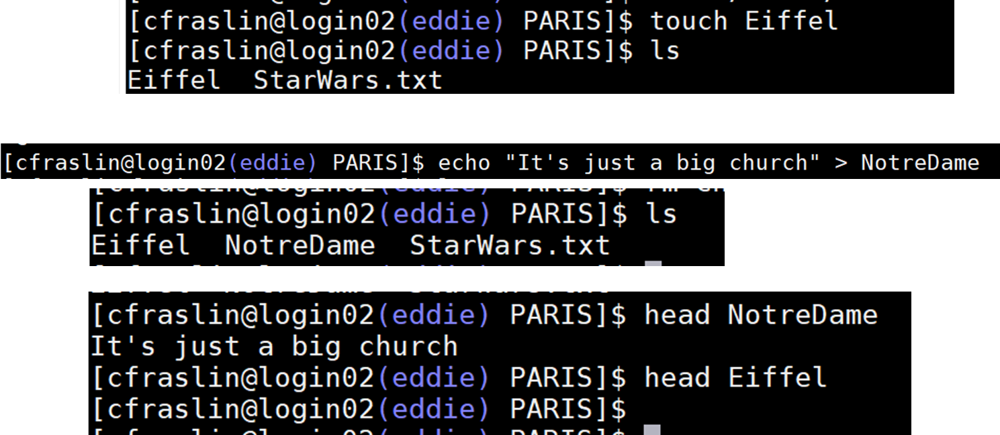 [cfraslin@login02(eddie) PARIS]$ touch Eiffel
[cfraslin@login02(eddie) PARIS]$ ls
Eiffel  StarWars.txt
[cfraslin@login02(eddie) PARIS]$ echo "It's just a big church" > NotreDame
[cfraslin@login02(eddie) PARIS]$ ls
Eiffel  NotreDame  StarWars.txt
[cfraslin@login02(eddie) PARIS]$ head NotreDame
It's just a big church
[cfraslin@login02(eddie) PARIS]$ head Eiffel
[cfraslin@login02(eddie) PARIS]$